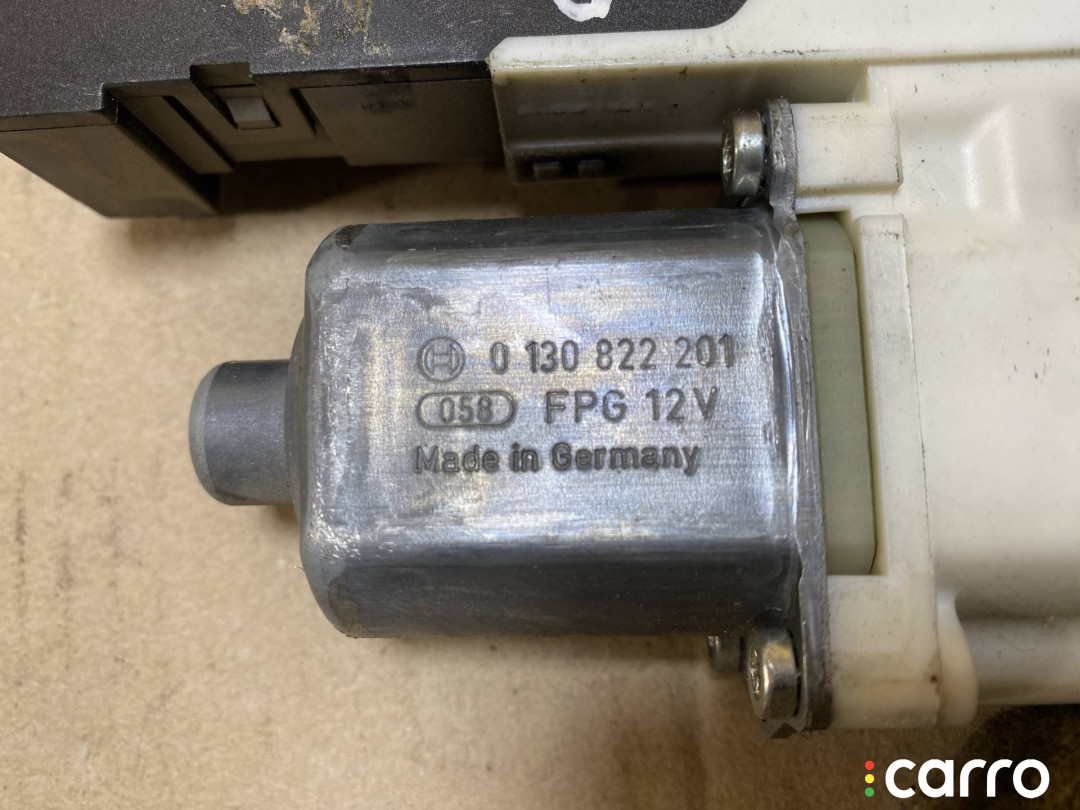 0 130 822 201
058 FPG 12V
Made in Germany
carro